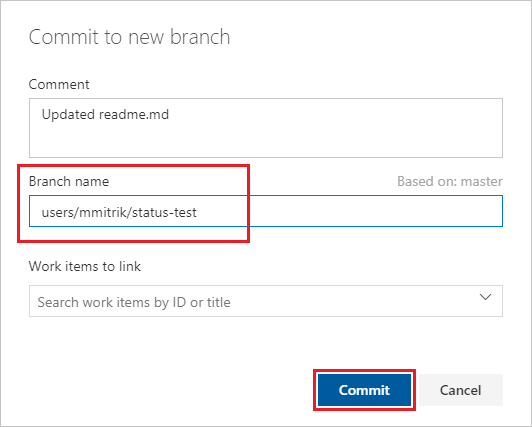 Commit to new branch
Comment
Updated readme.md
Branch name
Based on: master
users/mmitrik/status-test
Work items to link
Search work items by ID or title
Commit
Cancel